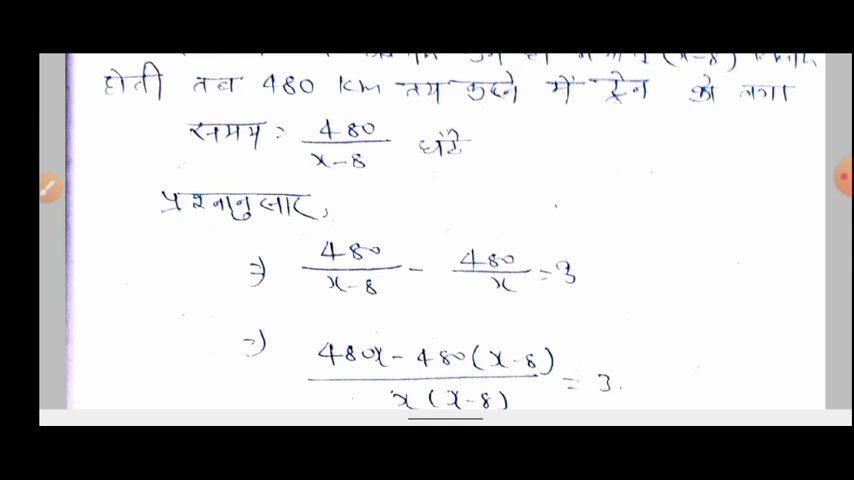 (x-8)
होती तब 480 km तय करने में ट्रेन को लगा
समय = 480/x-8 घंटे
प्रश्नानुसार,
⇒ 480/x-8 - 480/x = 3
⇒ 480x - 480(x-8)/x(x-8) = 3.